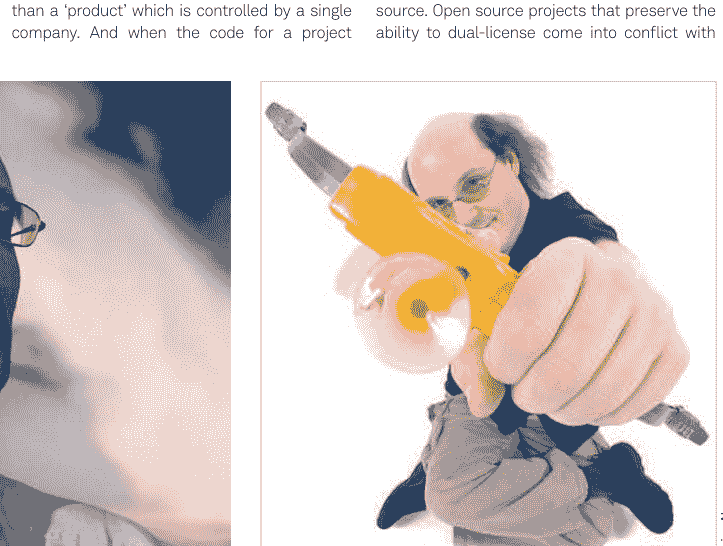 than a ‘product’ which is controlled by a single
company. And when the code for a project
source. Open source projects that preserve the
ability to dual-license come into conflict with